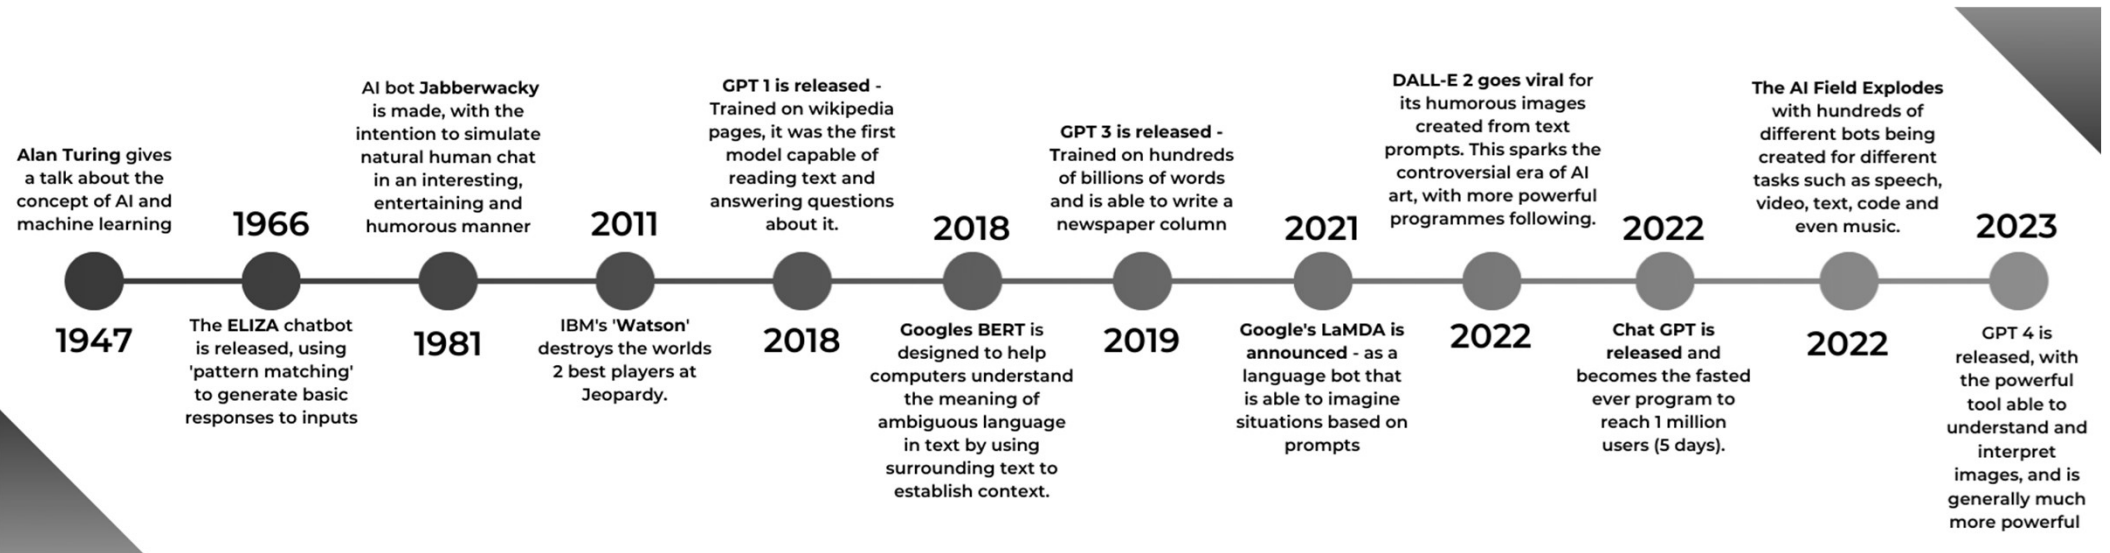 Alan Turing gives
a talk about the
concept of AI and
machine learning
1947
1966
The ELIZA chatbot
is released, using
'pattern matching'
to generate basic
responses to inputs
AI bot Jabberwacky
is made, with the
intention to simulate
natural human chat
in an interesting,
entertaining and
humorous manner
1981
2011
IBM's 'Watson'
destroys the worlds
2 best players at
Jeopardy.
GPT 1 is released -
Trained on wikipedia
pages, it was the first
model capable of
reading text and
answering questions
about it.
2018
2018
Googles BERT is
designed to help
computers understand
the meaning of
ambiguous language
in text by using
surrounding text to
establish context.
GPT 3 is released -
Trained on hundreds
of billions of words
and is able to write a
newspaper column
2019
2021
Google's LaMDA is
announced - as a
language bot that
is able to imagine
situations based on
prompts
DALL-E 2 goes viral for
its humorous images
created from text
prompts. This sparks the
controversial era of AI
art, with more powerful
programmes following.
2022
2022
Chat GPT is
released and
becomes the fasted
ever program to
reach 1 million
users (5 days).
The AI Field Explodes
with hundreds of
different bots being
created for different
tasks such as speech,
video, text, code and
even music.
2022
2023
GPT 4 is
released, with
the powerful
tool able to
understand and
interpret
images, and is
generally much
more powerful